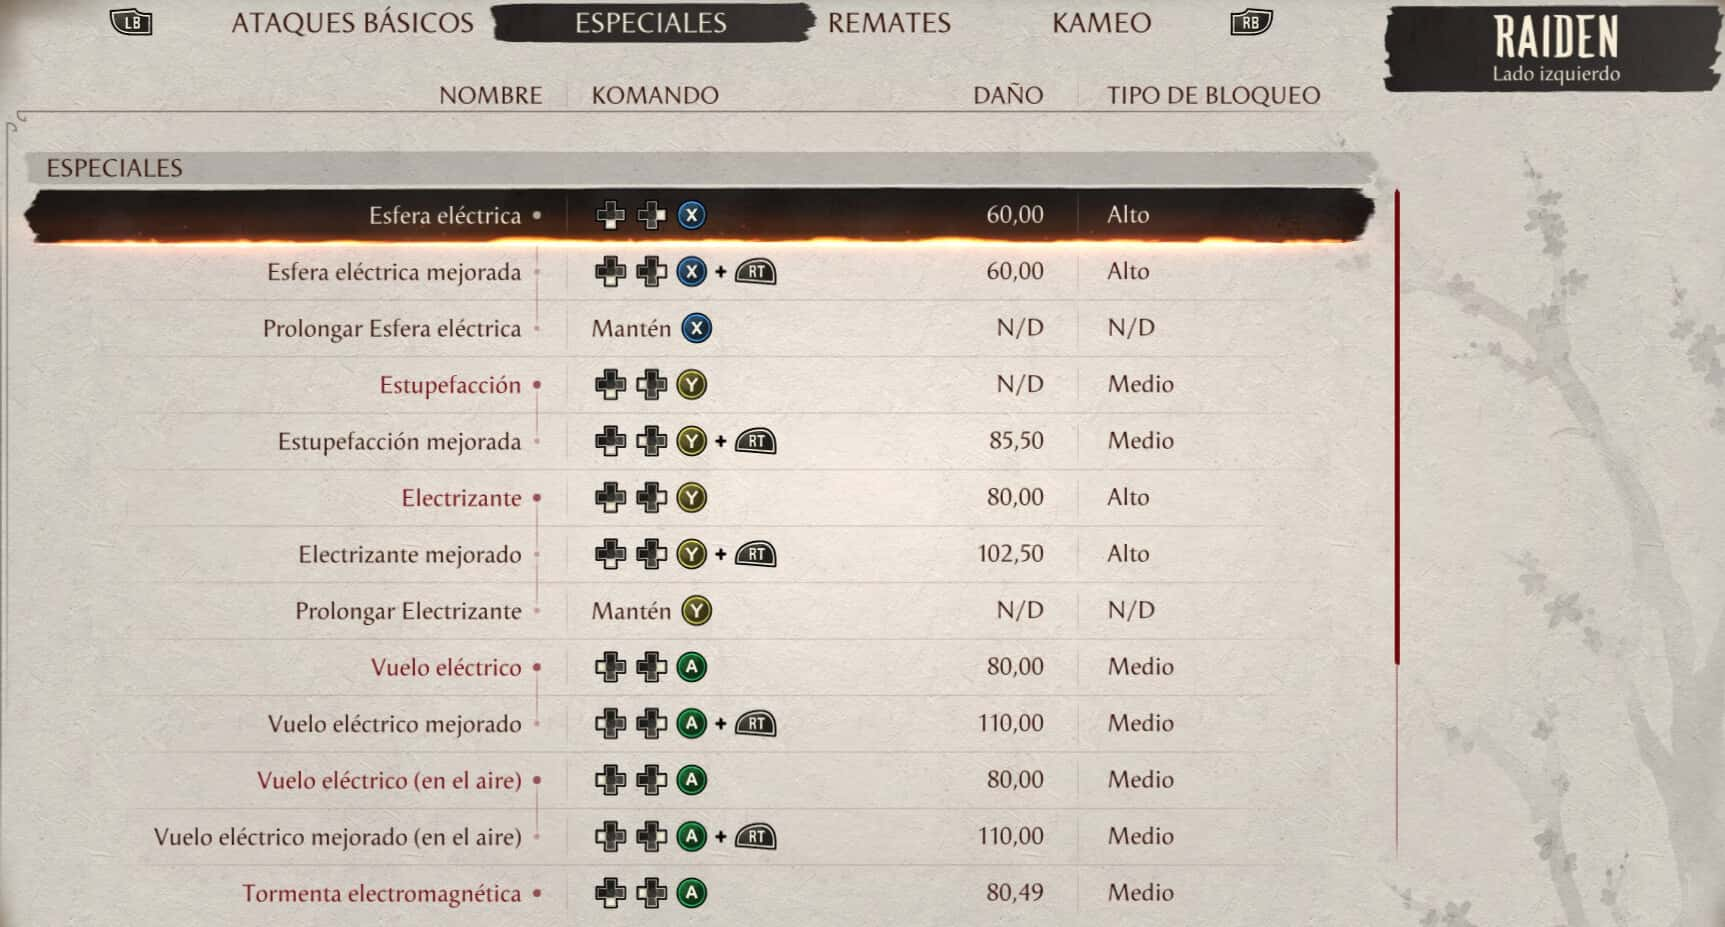 LB ATAQUES BÁSICOS ESPECIALES REMATES KAMEO RB
RAIDEN
Lado izquierdo
NOMBRE KOMANDO DAÑO TIPO DE BLOQUEO
ESPECIALES
Esfera eléctrica X 60,00 Alto
Esfera eléctrica mejorada X + RT 60,00 Alto
Prolongar Esfera eléctrica Mantén X N/D N/D
Estupefacción Y N/D Medio
Estupefacción mejorada Y + RT 85,50 Medio
Electrizante Y 80,00 Alto
Electrizante mejorado Y + RT 102,50 Alto
Prolongar Electrizante Mantén Y N/D N/D
Vuelo eléctrico A 80,00 Medio
Vuelo eléctrico mejorado A + RT 110,00 Medio
Vuelo eléctrico (en el aire) A 80,00 Medio
Vuelo eléctrico mejorado (en el aire) A + RT 110,00 Medio
Tormenta electromagnética A 80,49 Medio